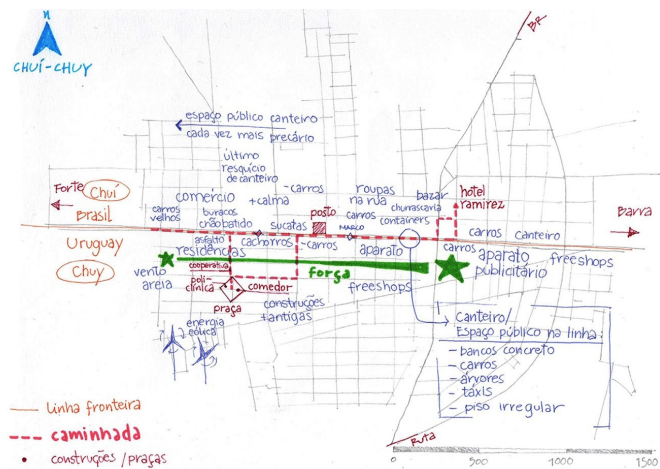 N
CHUÍ-CHUY
BR
espaço público canteiro
cada vez mais precário
último
resquício
de canteiro
Forte
Chuí
Brasil
carros
velhos
comércio
buracos
chão batido
+calma
sucatas
-carros
posto
roupas
na rua
carros
MARCO
containers
churrascaria
bazar
hotel
ramirez
carros
canteiro
Barra
Uruguay
Chuy
asfalto
lá
residências
cachorros
-carros
aparato
carros
aparato
publicitário
freeshops
vento
areia
cooperativa
poli-
clínica
comedor
força
freeshops
praça
construções
+antigas
energia
eólica
Canteiro/
Espaço público na linha:
- bancos concreto
- carros
- árvores
- táxis
- piso irregular
linha fronteira
caminhada
construções / praças
Ruta
0 500 1000 1500